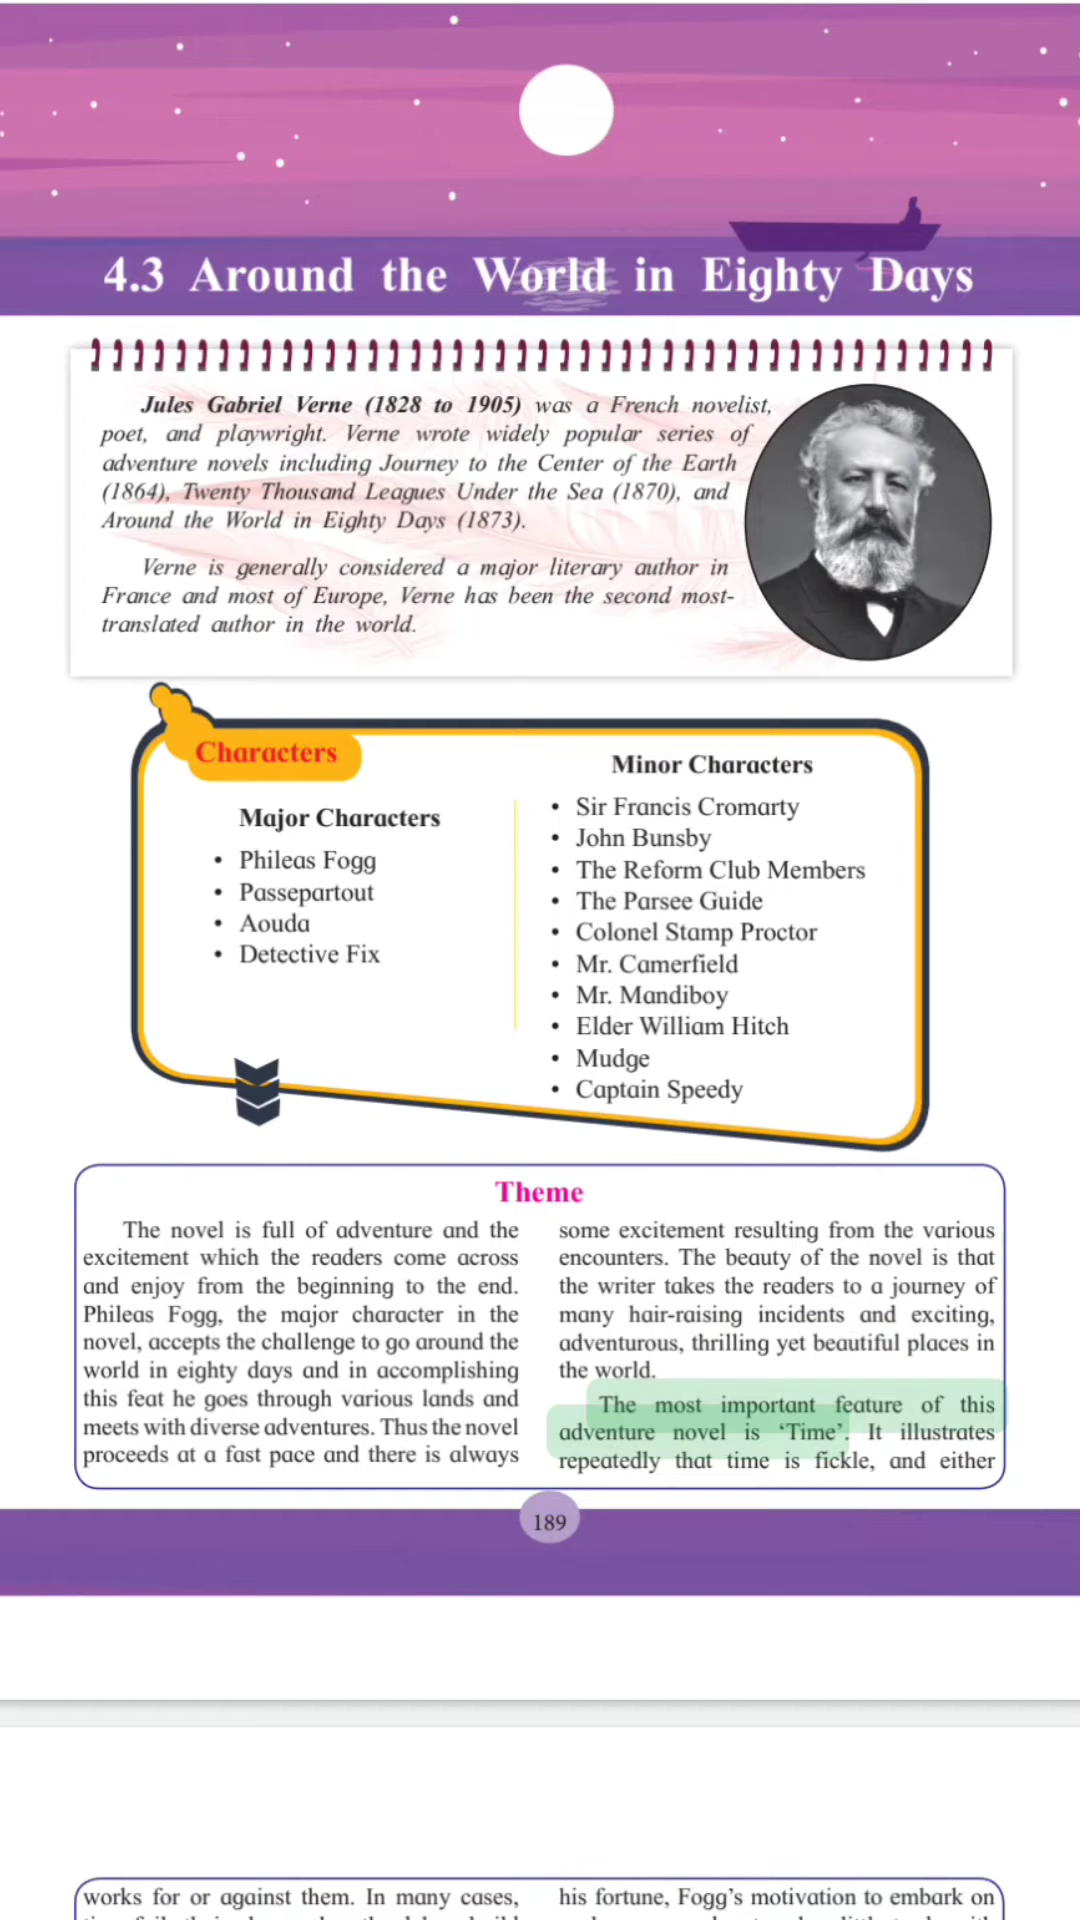 4.3 Around the World in Eighty Days
Jules Gabriel Verne (1828 to 1905) was a French novelist,
poet, and playwright. Verne wrote widely popular series of
adventure novels including Journey to the Center of the Earth
(1864), Twenty Thousand Leagues Under the Sea (1870), and
Around the World in Eighty Days (1873).
Verne is generally considered a major literary author in
France and most of Europe, Verne has been the second most-
translated author in the world.
Characters
Major Characters
• Phileas Fogg
• Passepartout
• Aouda
• Detective Fix
Minor Characters
• Sir Francis Cromarty
• John Bunsby
• The Reform Club Members
• The Parsee Guide
• Colonel Stamp Proctor
• Mr. Camerfield
• Mr. Mandiboy
• Elder William Hitch
• Mudge
• Captain Speedy
Theme
The novel is full of adventure and the
excitement which the readers come across
and enjoy from the beginning to the end.
Phileas Fogg, the major character in the
novel, accepts the challenge to go around the
world in eighty days and in accomplishing
this feat he goes through various lands and
meets with diverse adventures. Thus the novel
proceeds at a fast pace and there is always
some excitement resulting from the various
encounters. The beauty of the novel is that
the writer takes the readers to a journey of
many hair-raising incidents and exciting,
adventurous, thrilling yet beautiful places in
the world.
The most important feature of this
adventure novel is ‘Time’. It illustrates
repeatedly that time is fickle, and either
189
works for or against them. In many cases,
his fortune, Fogg’s motivation to embark on